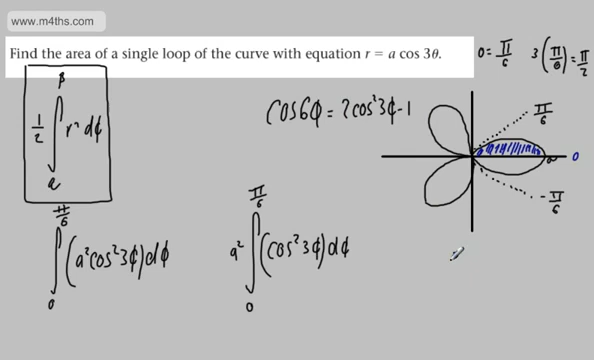 www.m4ths.com
Find the area of a single loop of the curve with equation r = a cos 3θ.
θ = π/6 3(π/6) = π/2
1/2 ∫ r² dϕ
β
α
cos6ϕ = 2cos²3ϕ-1
π/6
a 0
-π/6
π/6
∫ (a²cos²3ϕ)dϕ
0
π/6
a² ∫ (cos²3ϕ)dϕ
0